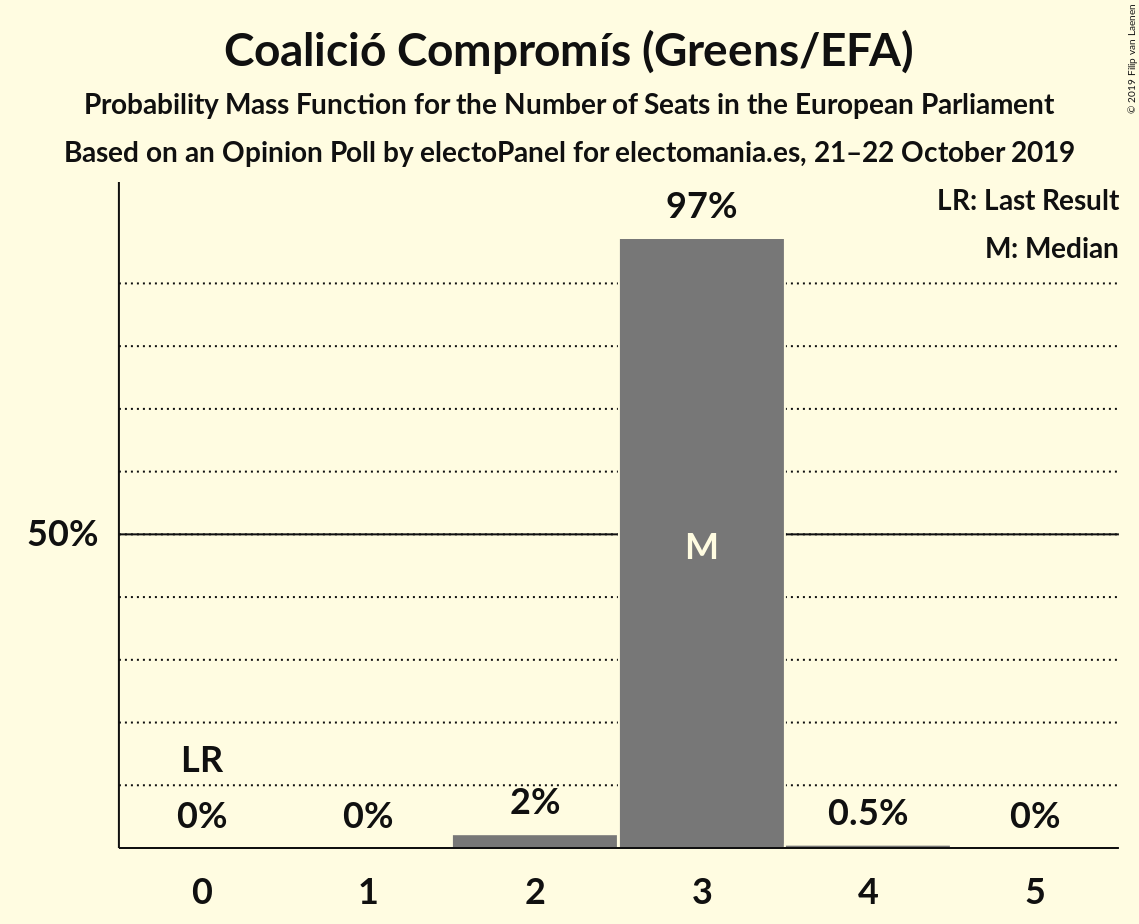 Coalició Compromís (Greens/EFA)
Probability Mass Function for the Number of Seats in the European Parliament
Based on an Opinion Poll by electoPanel for electomania.es, 21–22 October 2019
© 2019 Filip van Laenen
LR: Last Result
M: Median
97%
50%
M
LR
0%
0%
2%
0.5%
0%
0
1
2
3
4
5